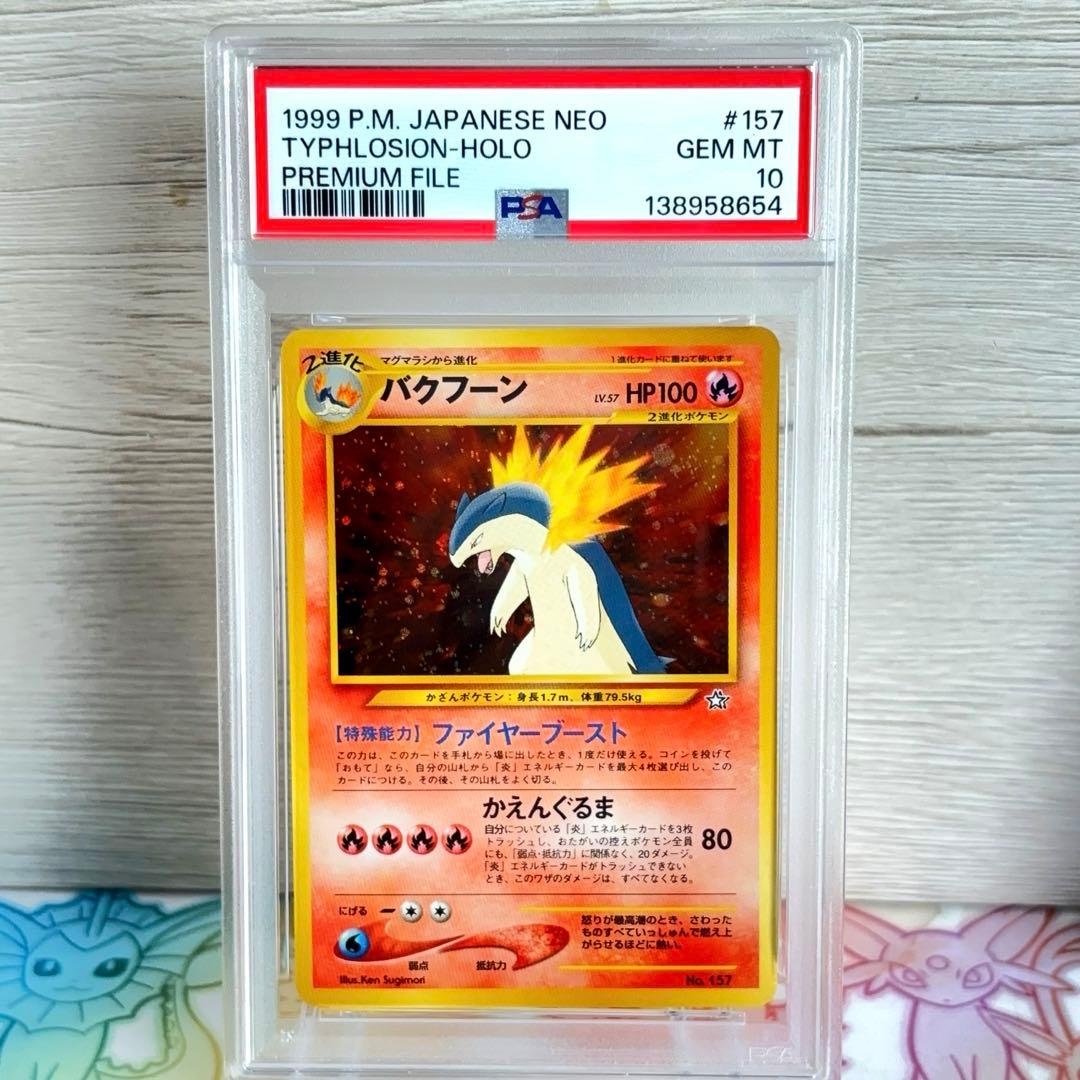 1999 P.M. JAPANESE NEO #157
TYPHLOSION-HOLO GEM MT
PREMIUM FILE 10
PSA 138958654
2進化 マグマラシから進化 1進化カードに重ねて使います
バクフーン LV.57 HP100
2進化ポケモン
かざんポケモン：身長1.7m、体重79.5kg
【特殊能力】ファイヤーブースト
この力は、このカードを手札から場に出したとき、1度だけ使える。コインを投げて
「おもて」なら、自分の山札から「炎」エネルギーカードを最大4枚選び出し、この
カードにつける。その後、その山札をよく切る。
かえんぐるま
自分についている「炎」エネルギーカードを3枚
トラッシュし、おたがいの控えポケモン全員
にも、「弱点・抵抗力」に関係なく、20ダメージ。
「炎」エネルギーカードがトラッシュできない
とき、このワザのダメージは、すべてなくなる。
80
にげる
弱点 抵抗力
怒りが最高潮のとき、さわった
ものすべていっしゅんで燃え上
がらせるほどに熱い。
Illus.Ken Sugimori No.157
PSA